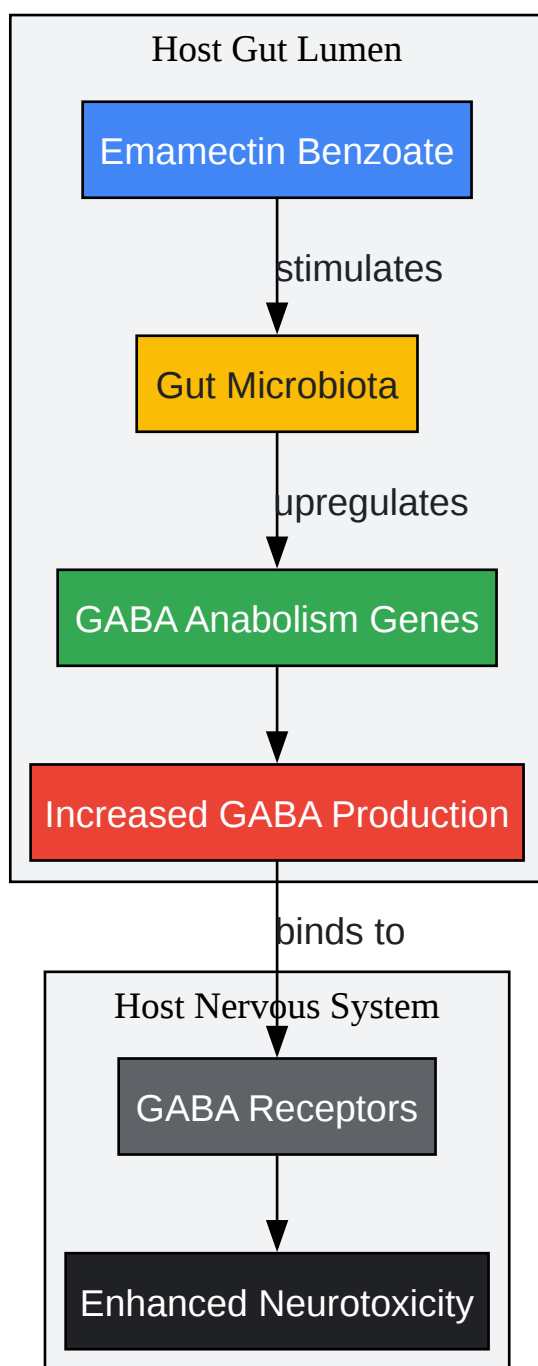 Host Gut Lumen
Emamectin Benzoate
stimulates
Gut Microbiota
upregulates
GABA Anabolism Genes
Increased GABA Production
binds to
Host Nervous System
GABA Receptors
Enhanced Neurotoxicity